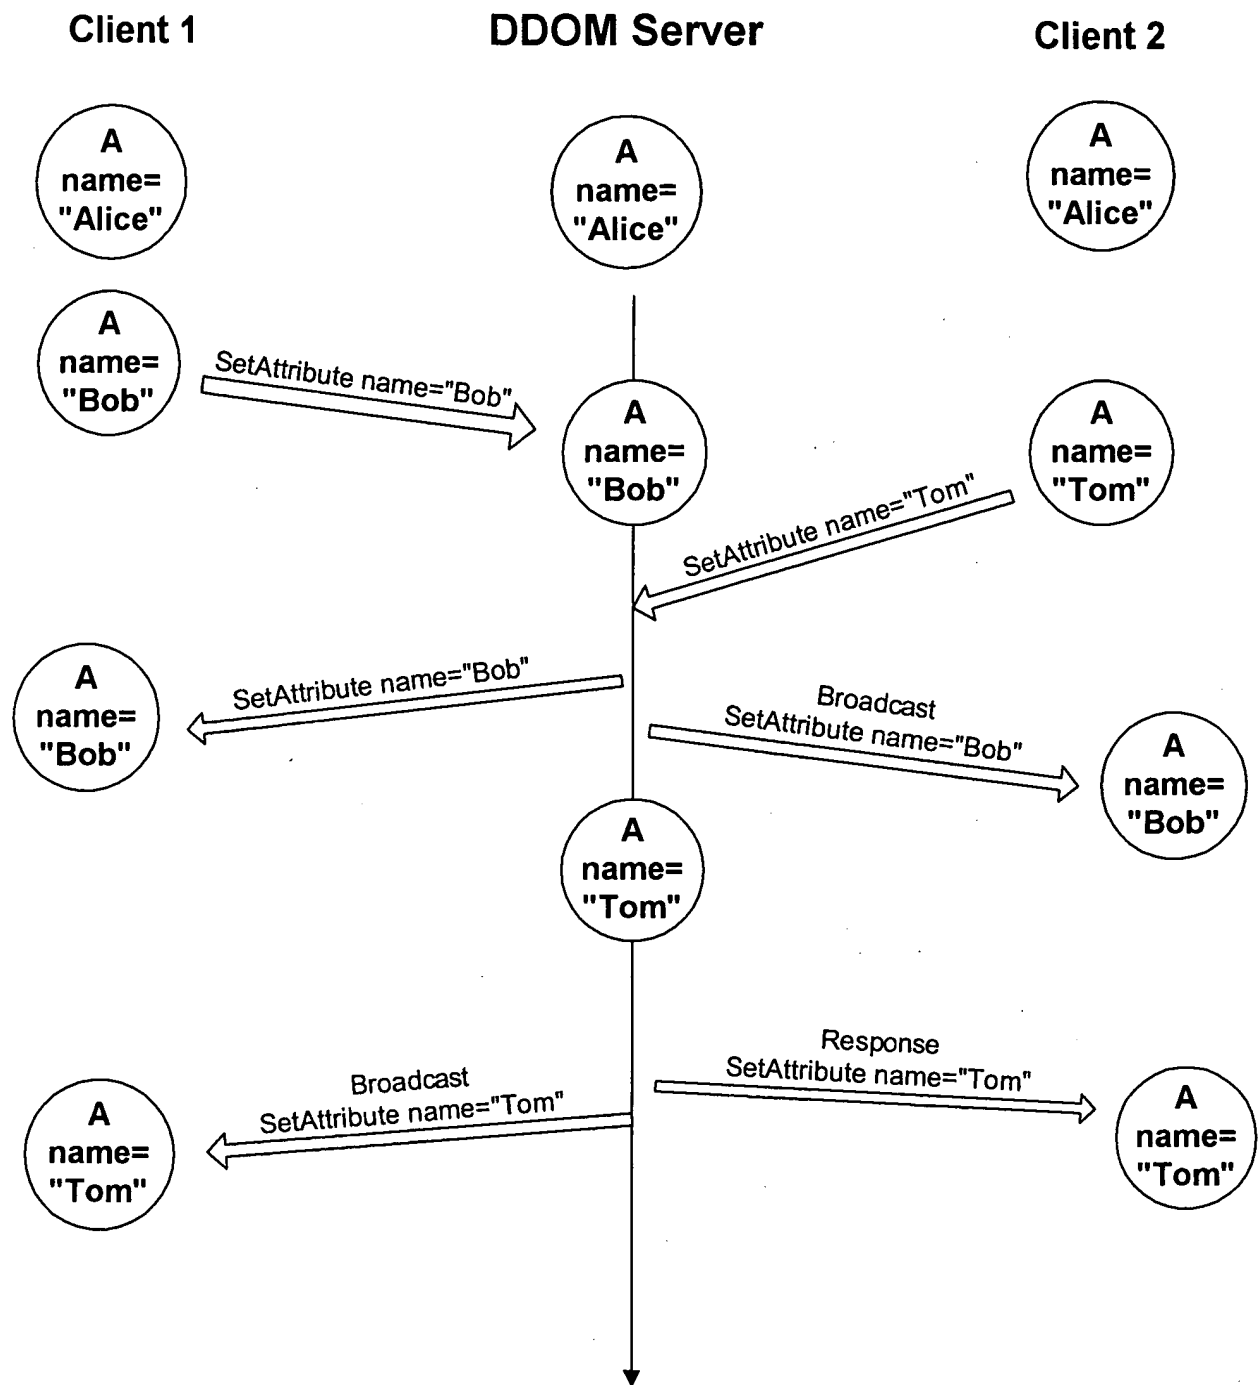 Client 1
DDOM Server
Client 2
A
name=
"Alice"
A
name=
"Alice"
A
name=
"Alice"
A
name=
"Bob"
SetAttribute name="Bob"
A
name=
"Bob"
A
name=
"Tom"
SetAttribute name="Tom"
A
name=
"Bob"
SetAttribute name="Bob"
Broadcast
SetAttribute name="Bob"
A
name=
"Bob"
A
name=
"Tom"
Broadcast
SetAttribute name="Tom"
Response
SetAttribute name="Tom"
A
name=
"Tom"
A
name=
"Tom"